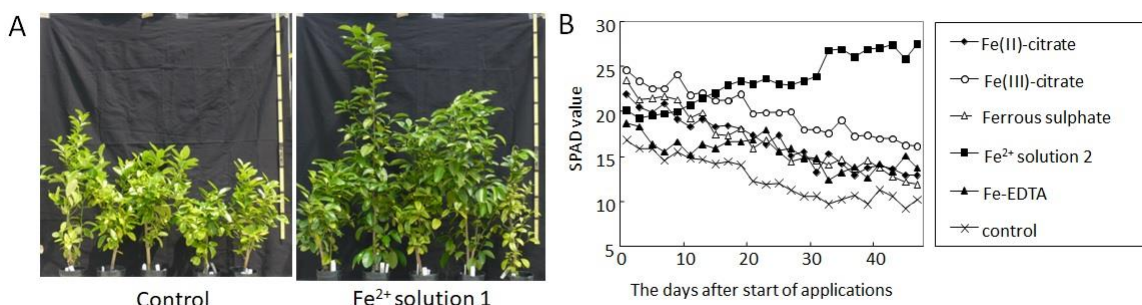 A
Control
Fe²⁺ solution 1
B
SPAD value
30
25
20
15
10
5
0
10
20
30
40
The days after start of applications
Fe(II)-citrate
Fe(III)-citrate
Ferrous sulphate
Fe²⁺ solution 2
Fe-EDTA
control